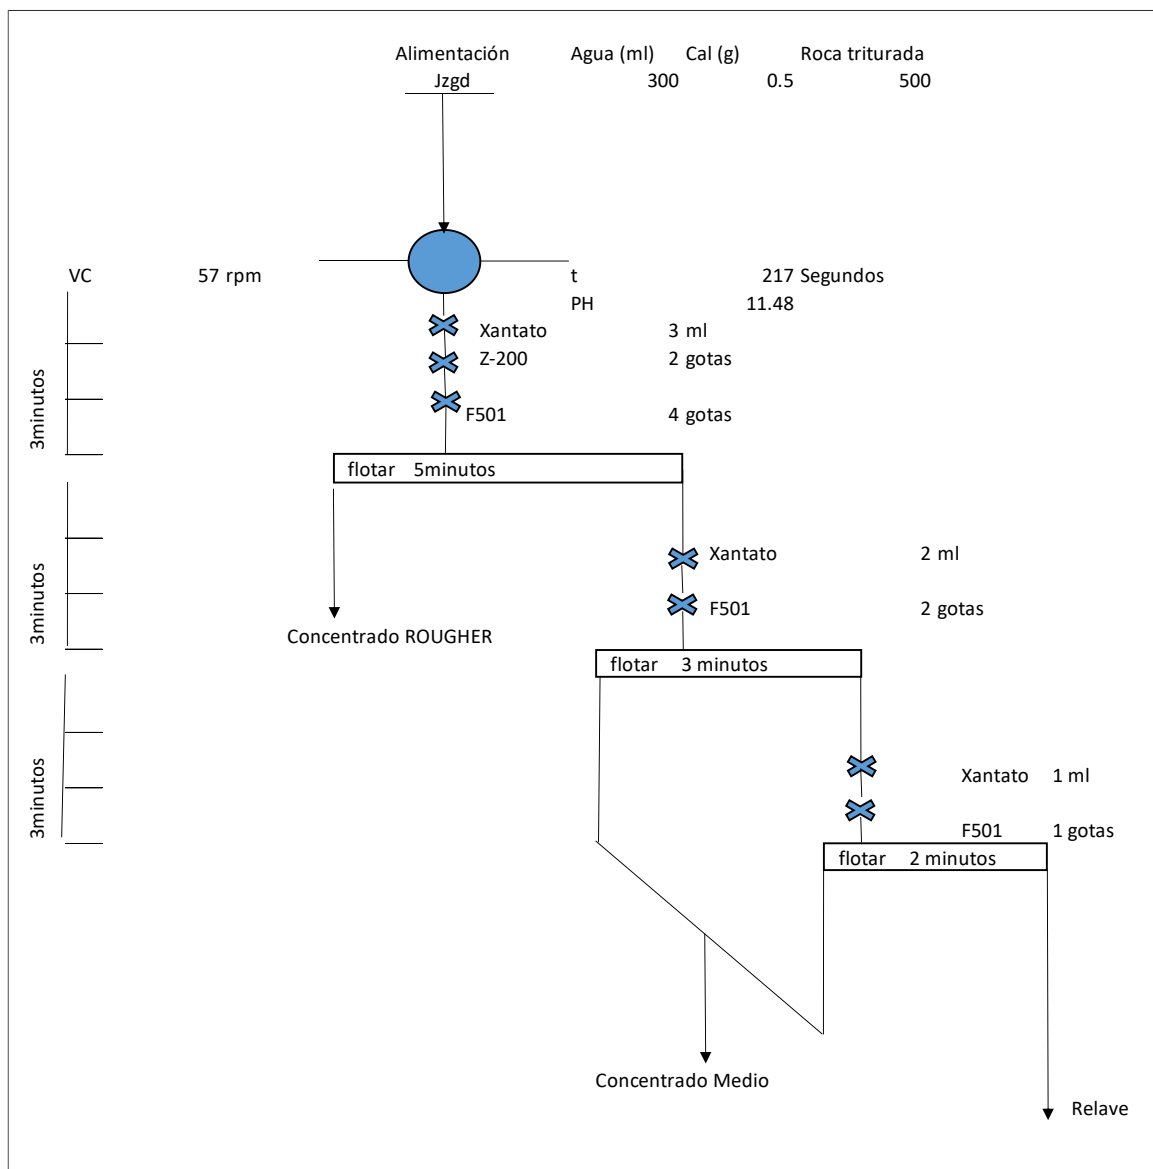 Alimentación Agua (ml) Cal (g) Roca triturada
Jzgd 300 0.5 500
VC 57 rpm t 217 Segundos
PH 11.48
Xantato 3 ml
Z-200 2 gotas
F501 4 gotas
3minutos
flotar 5minutos
Xantato 2 ml
F501 2 gotas
3minutos
Concentrado ROUGHER
flotar 3 minutos
Xantato 1 ml
F501 1 gotas
3minutos
flotar 2 minutos
Concentrado Medio
Relave